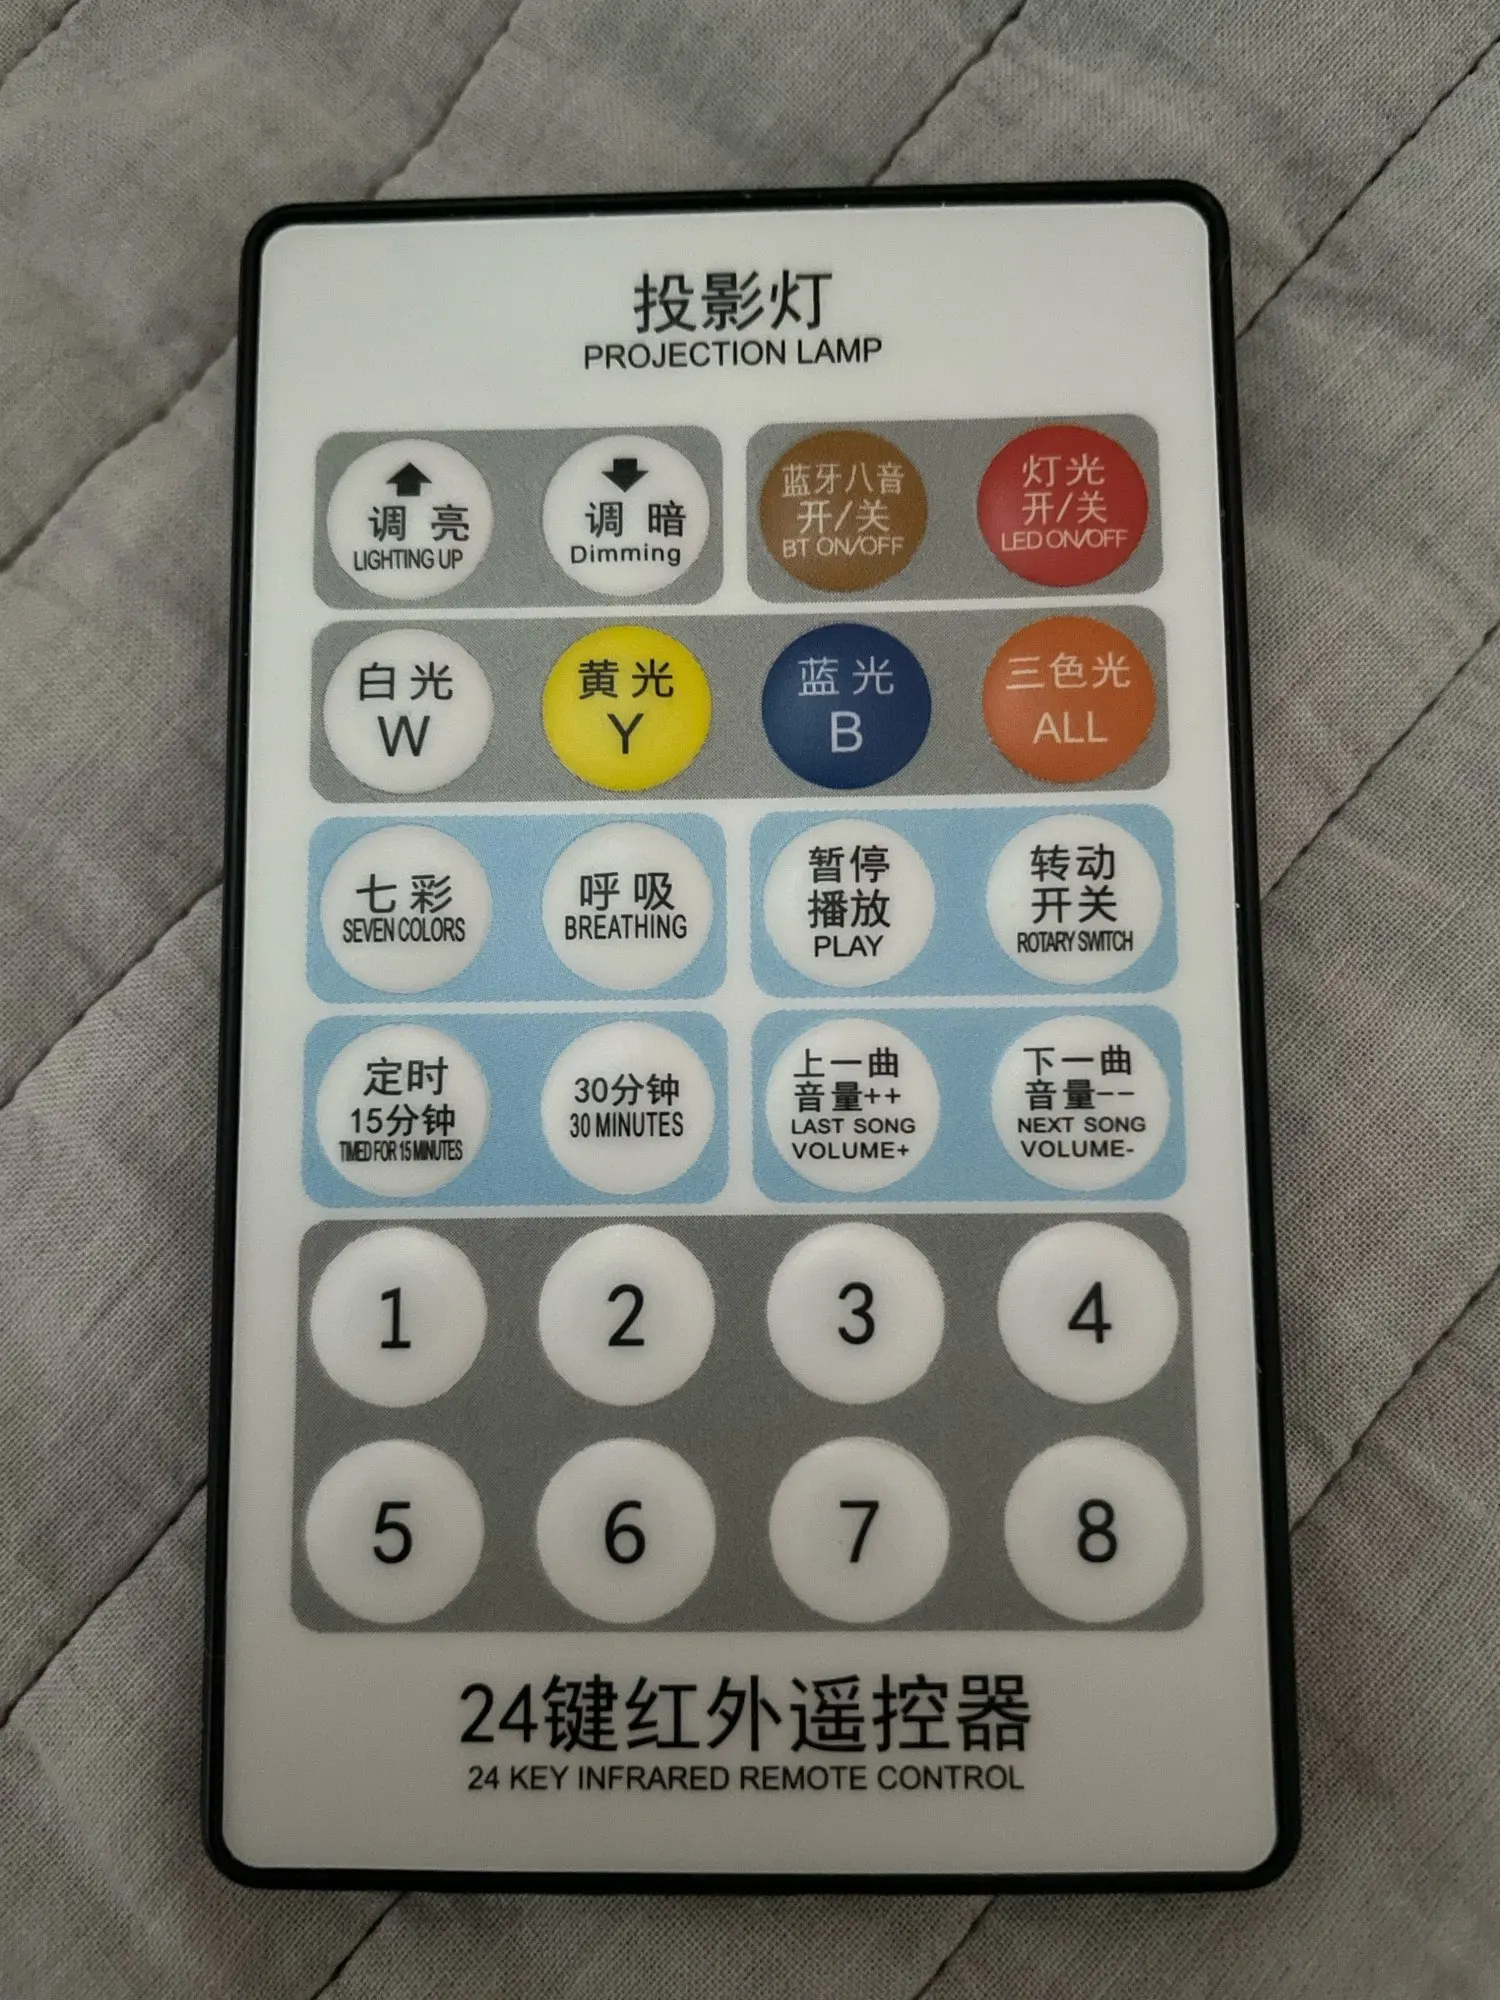 投影灯
PROJECTION LAMP
调 亮
LIGHTING UP
调 暗
Dimming
蓝牙八音
开/关
BT ON/OFF
灯光
开/关
LED ON/OFF
白光
W
黄光
Y
蓝光
B
三色光
ALL
七彩
SEVEN COLORS
呼吸
BREATHING
暂停
播放
PLAY
转动
开关
ROTARY SWITCH
定时
15分钟
TIMED FOR 15 MINUTES
30分钟
30 MINUTES
上一曲
音量++
LAST SONG
VOLUME+
下一曲
音量--
NEXT SONG
VOLUME-
1
2
3
4
5
6
7
8
24键红外遥控器
24 KEY INFRARED REMOTE CONTROL